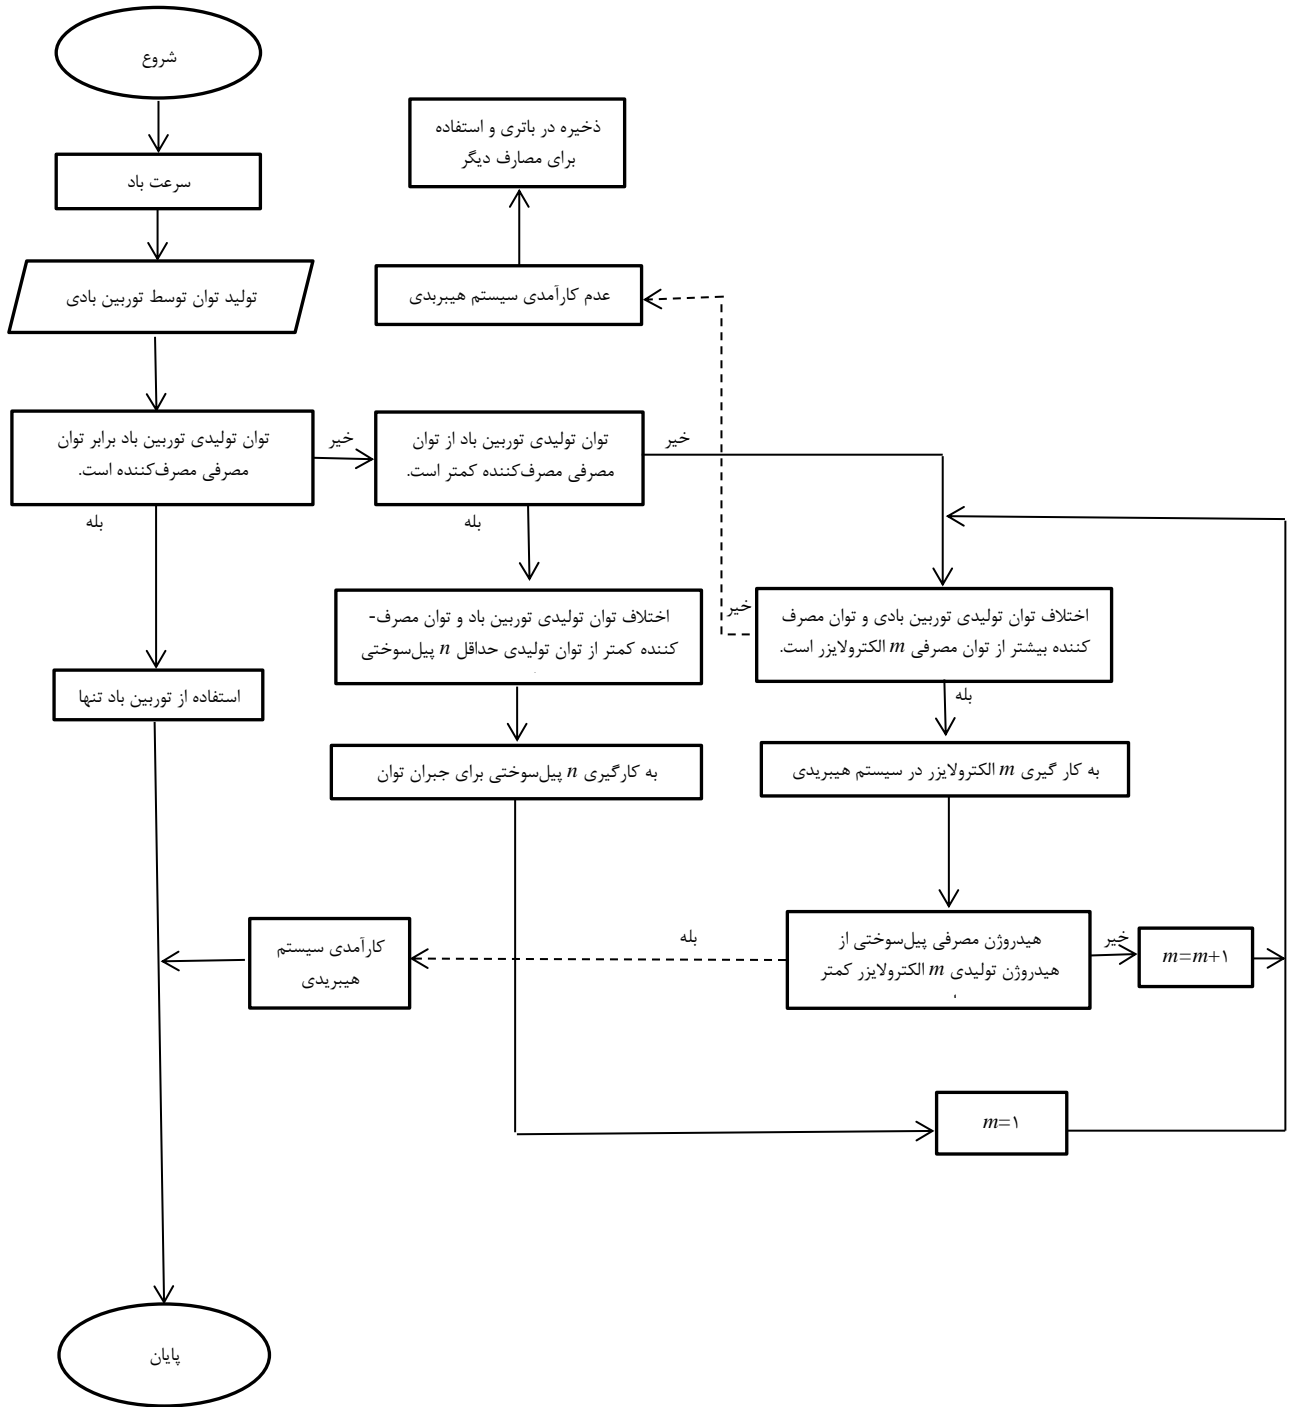 شروع
سرعت باد
تولید توان توسط توربین بادی
ذخیره در باتری و استفاده
برای مصارف دیگر
عدم کارآمدی سیستم هیبربدی
توان تولیدی توربین باد برابر توان
مصرفی مصرف‌کننده است.
خیر
توان تولیدی توربین باد از توان
مصرفی مصرف‌کننده کمتر است.
خیر
بله
بله
اختلاف توان تولیدی توربین باد و توان مصرف-
کننده کمتر از توان تولیدی حداقل n پیل‌سوختی
خیر
اختلاف توان تولیدی توربین بادی و توان مصرف
کننده بیشتر از توان مصرفی m الکترولایزر است.
بله
استفاده از توربین باد تنها
به کارگیری n پیل‌سوختی برای جبران توان
به کار گیری m الکترولایزر در سیستم هیبریدی
کارآمدی سیستم
هیبریدی
بله
هیدروژن مصرفی پیل‌سوختی از
هیدروژن تولیدی m الکترولایزر کمتر
خیر
m=m+۱
m=۱
پایان